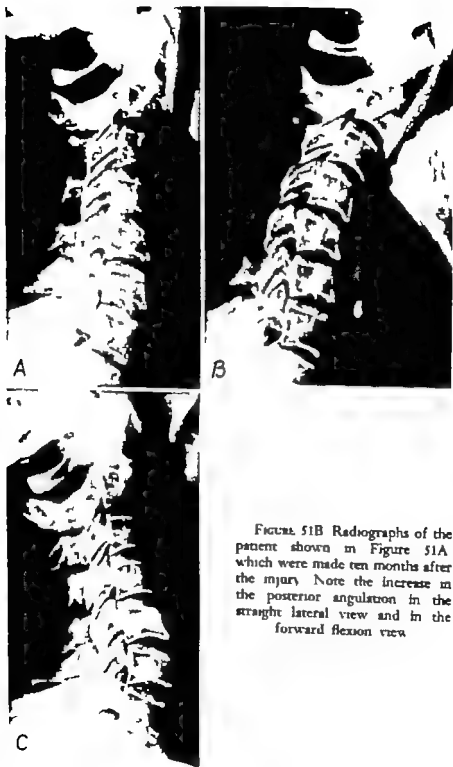 A
B
C
FIGURE 51B Radiographs of the
patient shown in Figure 51A
which were made ten months after
the injury Note the increase in
the posterior angulation in the
straight lateral view and in the
forward flexion view